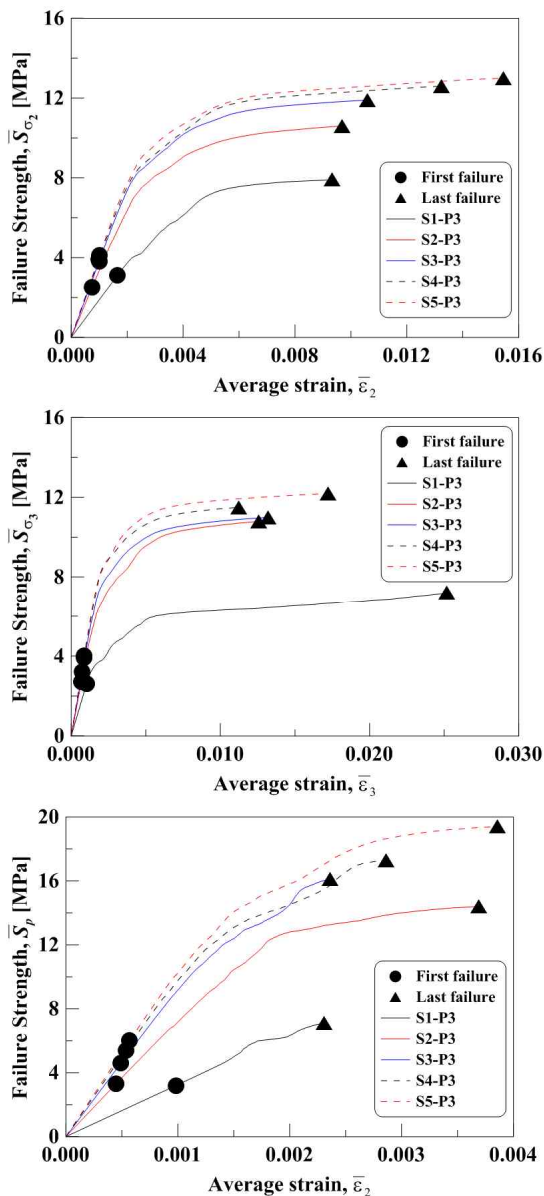 16
12
8
4
0
Failure Strength, S̅σ₂ [MPa]
First failure
Last failure
S1-P3
S2-P3
S3-P3
S4-P3
S5-P3
0.000 0.004 0.008 0.012 0.016
Average strain, ε̅₂
16
12
8
4
0
Failure Strength, S̅σ₃ [MPa]
First failure
Last failure
S1-P3
S2-P3
S3-P3
S4-P3
S5-P3
0.000 0.010 0.020 0.030
Average strain, ε̅₃
20
16
12
8
4
0
Failure Strength, S̅p [MPa]
First failure
Last failure
S1-P3
S2-P3
S3-P3
S4-P3
S5-P3
0.000 0.001 0.002 0.003 0.004
Average strain, ε̅₂